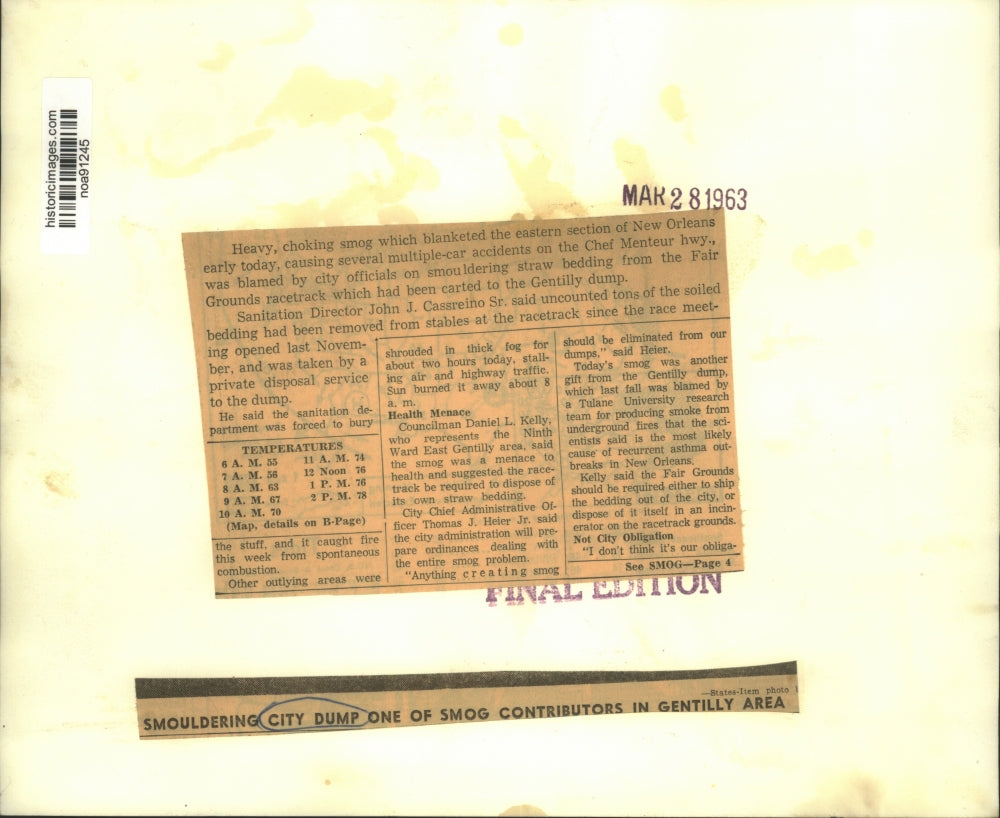 historicimages.com
noa91245
MAR 28 1963
Heavy, choking smog which blanketed the eastern section of New Orleans
early today, causing several multiple-car accidents on the Chef Menteur hwy.,
was blamed by city officials on smouldering straw bedding from the Fair
Grounds racetrack which had been carted to the Gentilly dump.
Sanitation Director John J. Cassreino Sr. said uncounted tons of the soiled
bedding had been removed from stables at the racetrack since the race meet-
ing opened last Novem-
ber, and was taken by a
private disposal service
to the dump.
He said the sanitation de-
partment was forced to bury
TEMPERATURES
6 A. M. 55 11 A. M. 74
7 A. M. 56 12 Noon 76
8 A. M. 63 1 P. M. 76
9 A. M. 67 2 P. M. 78
10 A. M. 70
(Map, details on B-Page)
the stuff, and it caught fire
this week from spontaneous
combustion.
Other outlying areas were
shrouded in thick fog for
about two hours today, stall-
ing air and highway traffic.
Sun burned it away about 8
a. m.
Health Menace
Councilman Daniel L. Kelly,
who represents the Ninth
Ward East Gentilly area, said
the smog was a menace to
health and suggested the race-
track be required to dispose of
its own straw bedding.
City Chief Administrative Of-
ficer Thomas J. Heier Jr. said
the city administration will pre-
pare ordinances dealing with
the entire smog problem.
"Anything creating smog
should be eliminated from our
dumps," said Heier.
Today's smog was another
gift from the Gentilly dump,
which last fall was blamed by
a Tulane University research
team for producing smoke from
underground fires that the sci-
entists said is the most likely
cause of recurrent asthma out-
breaks in New Orleans.
Kelly said the Fair Grounds
should be required either to ship
the bedding out of the city, or
dispose of it itself in an incin-
erator on the racetrack grounds.
Not City Obligation
"I don't think it's our obliga-
See SMOG—Page 4
FINAL EDITION
—States-Item photo
SMOULDERING CITY DUMP ONE OF SMOG CONTRIBUTORS IN GENTILLY AREA